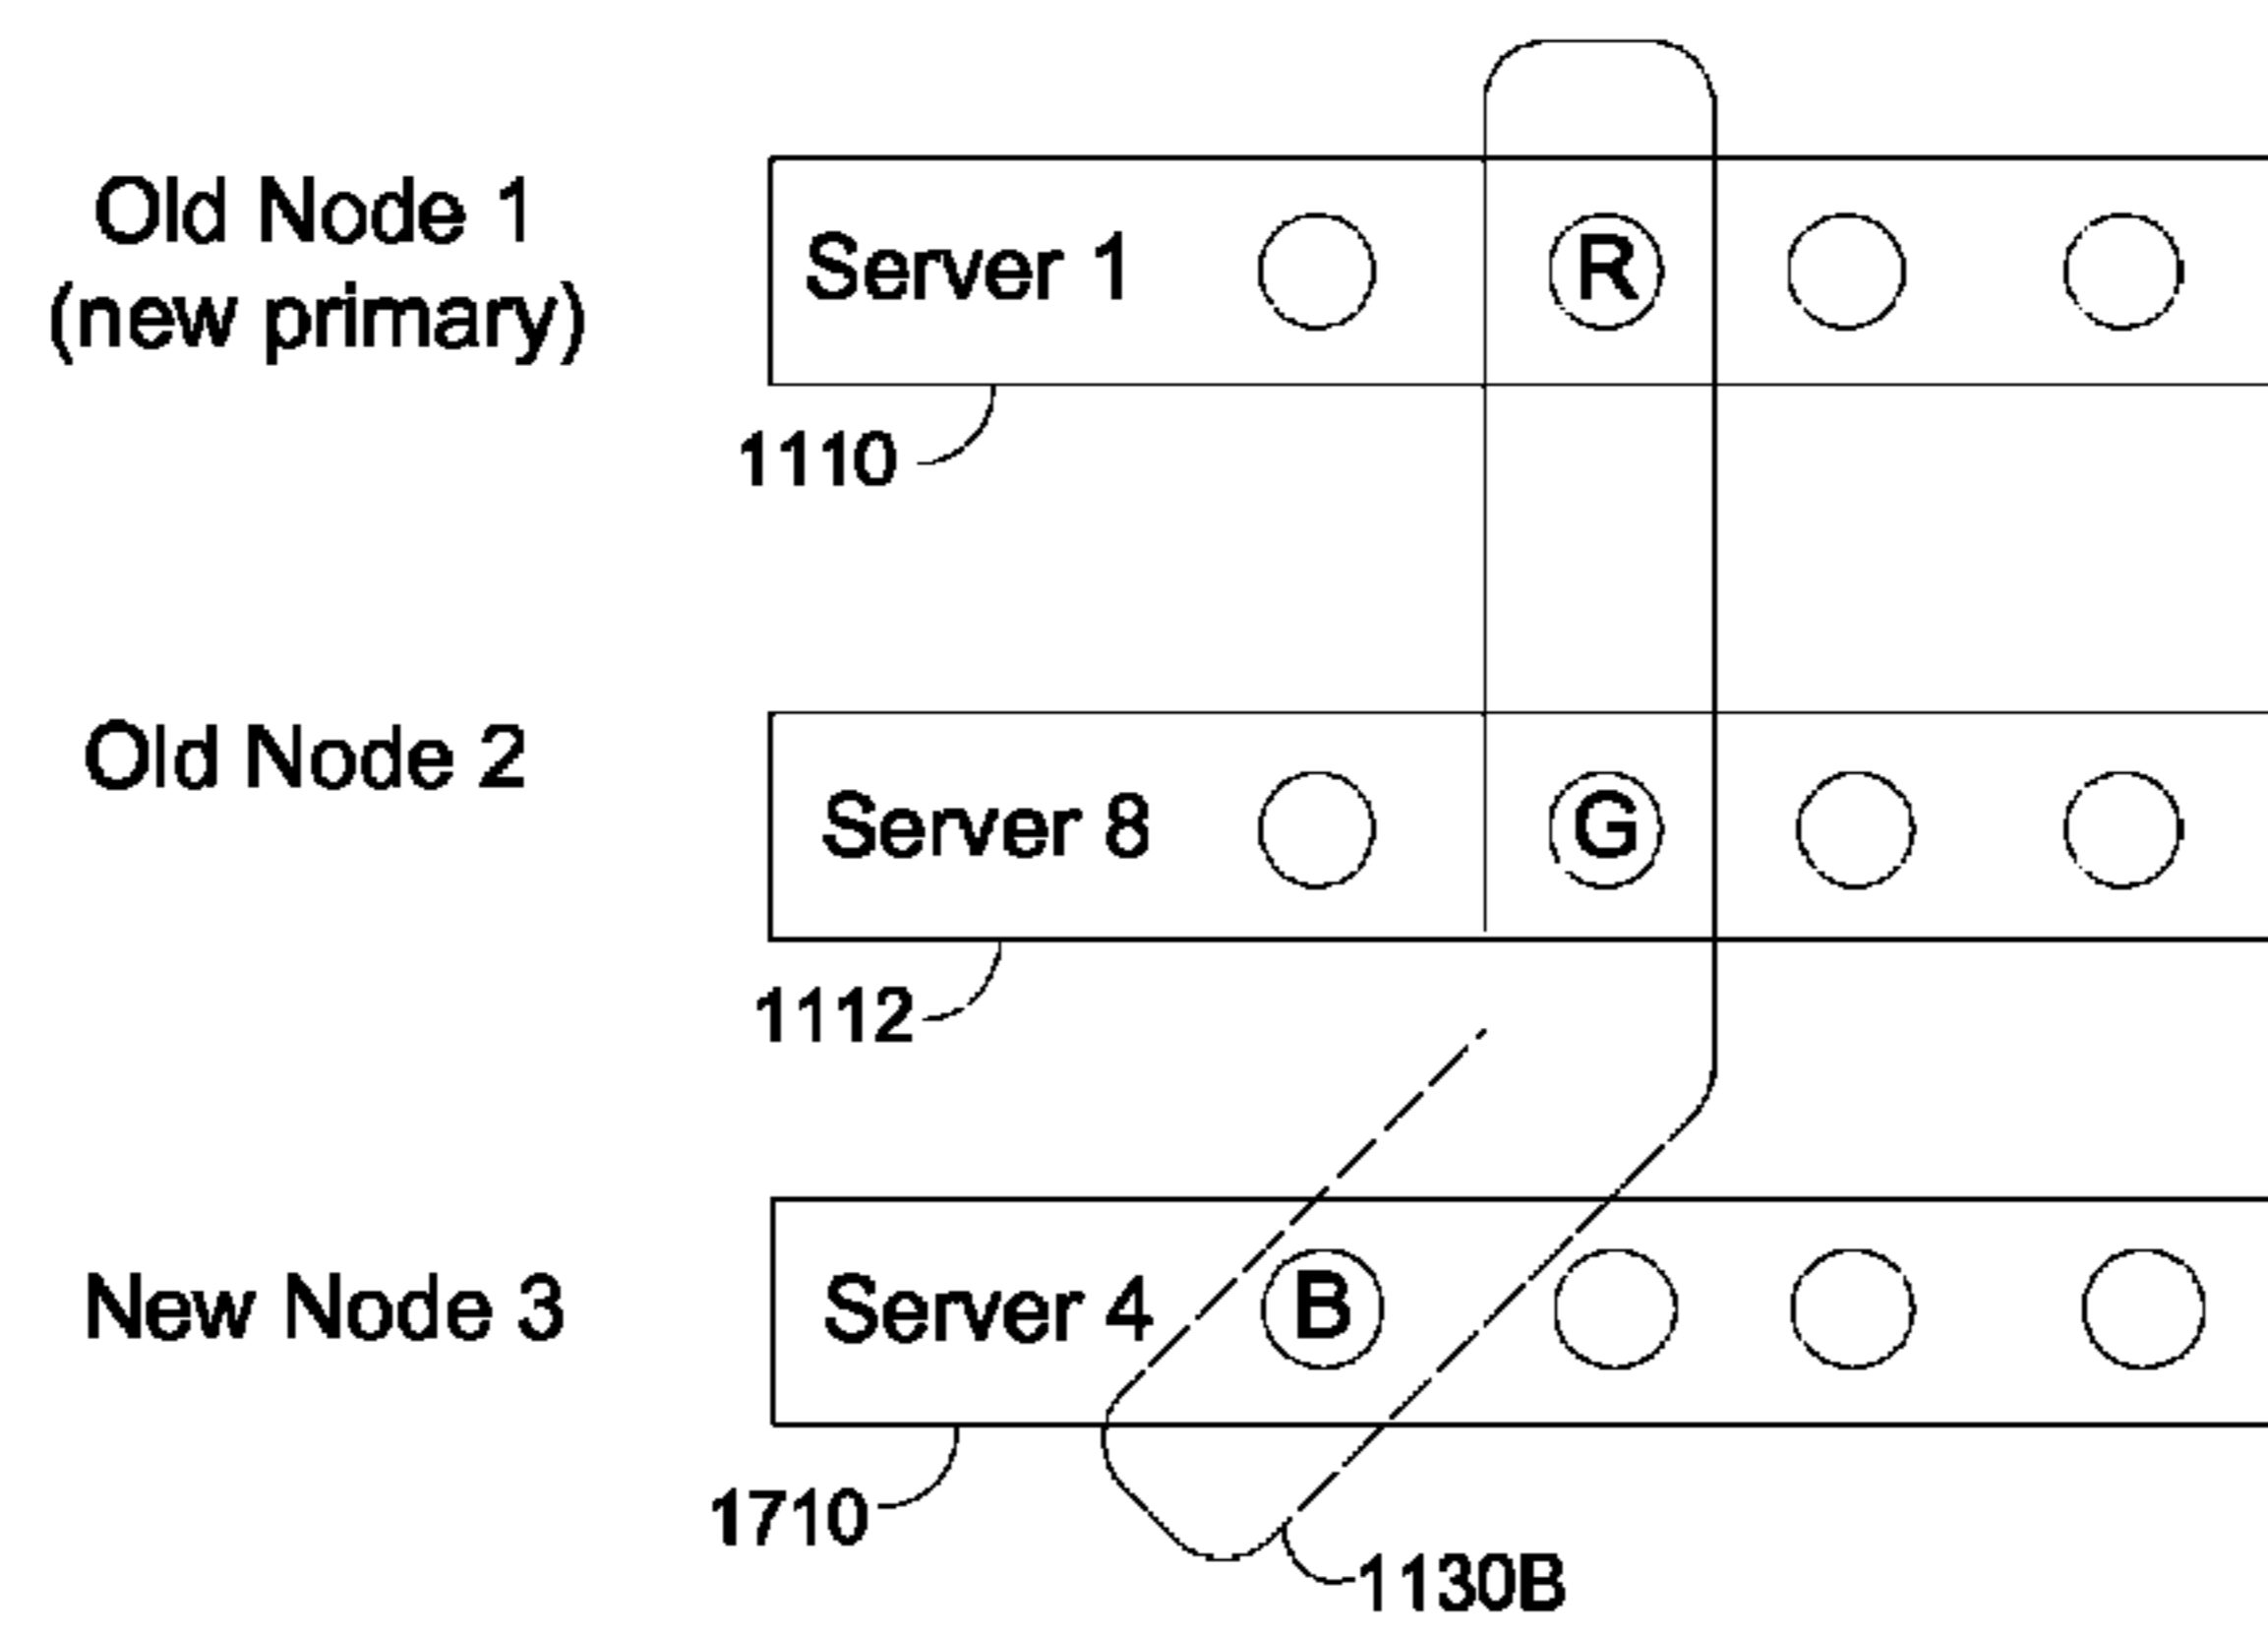 Old Node 1
(new primary)
Server 1
R
1110
Old Node 2
Server 8
G
1112
New Node 3
Server 4
B
1710
1130B